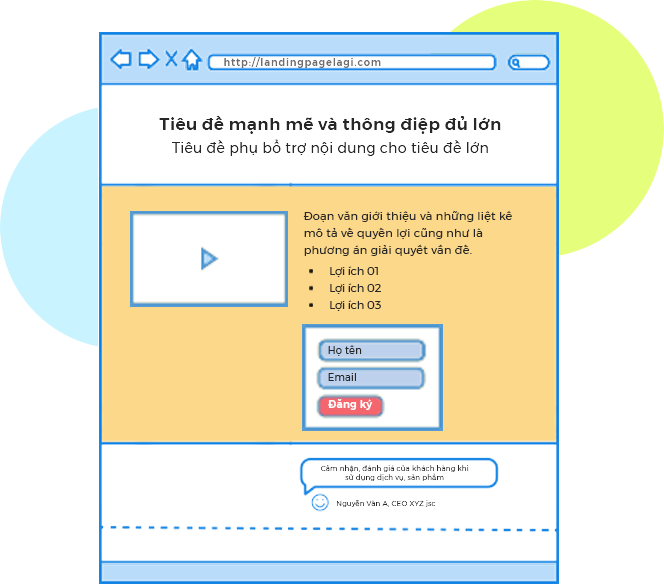 http://landingpagelagi.com
Tiêu đề mạnh mẽ và thông điệp đủ lớn
Tiêu đề phụ bổ trợ nội dung cho tiêu đề lớn
Đoạn văn giới thiệu và những liệt kê
mô tả về quyền lợi cũng như là
phương án giải quyết vấn đề.
• Lợi ích 01
• Lợi ích 02
• Lợi ích 03
Họ tên
Email
Đăng ký
Cảm nhận, đánh giá của khách hàng khi
sử dụng dịch vụ, sản phẩm
Nguyễn Văn A, CEO XYZ jsc